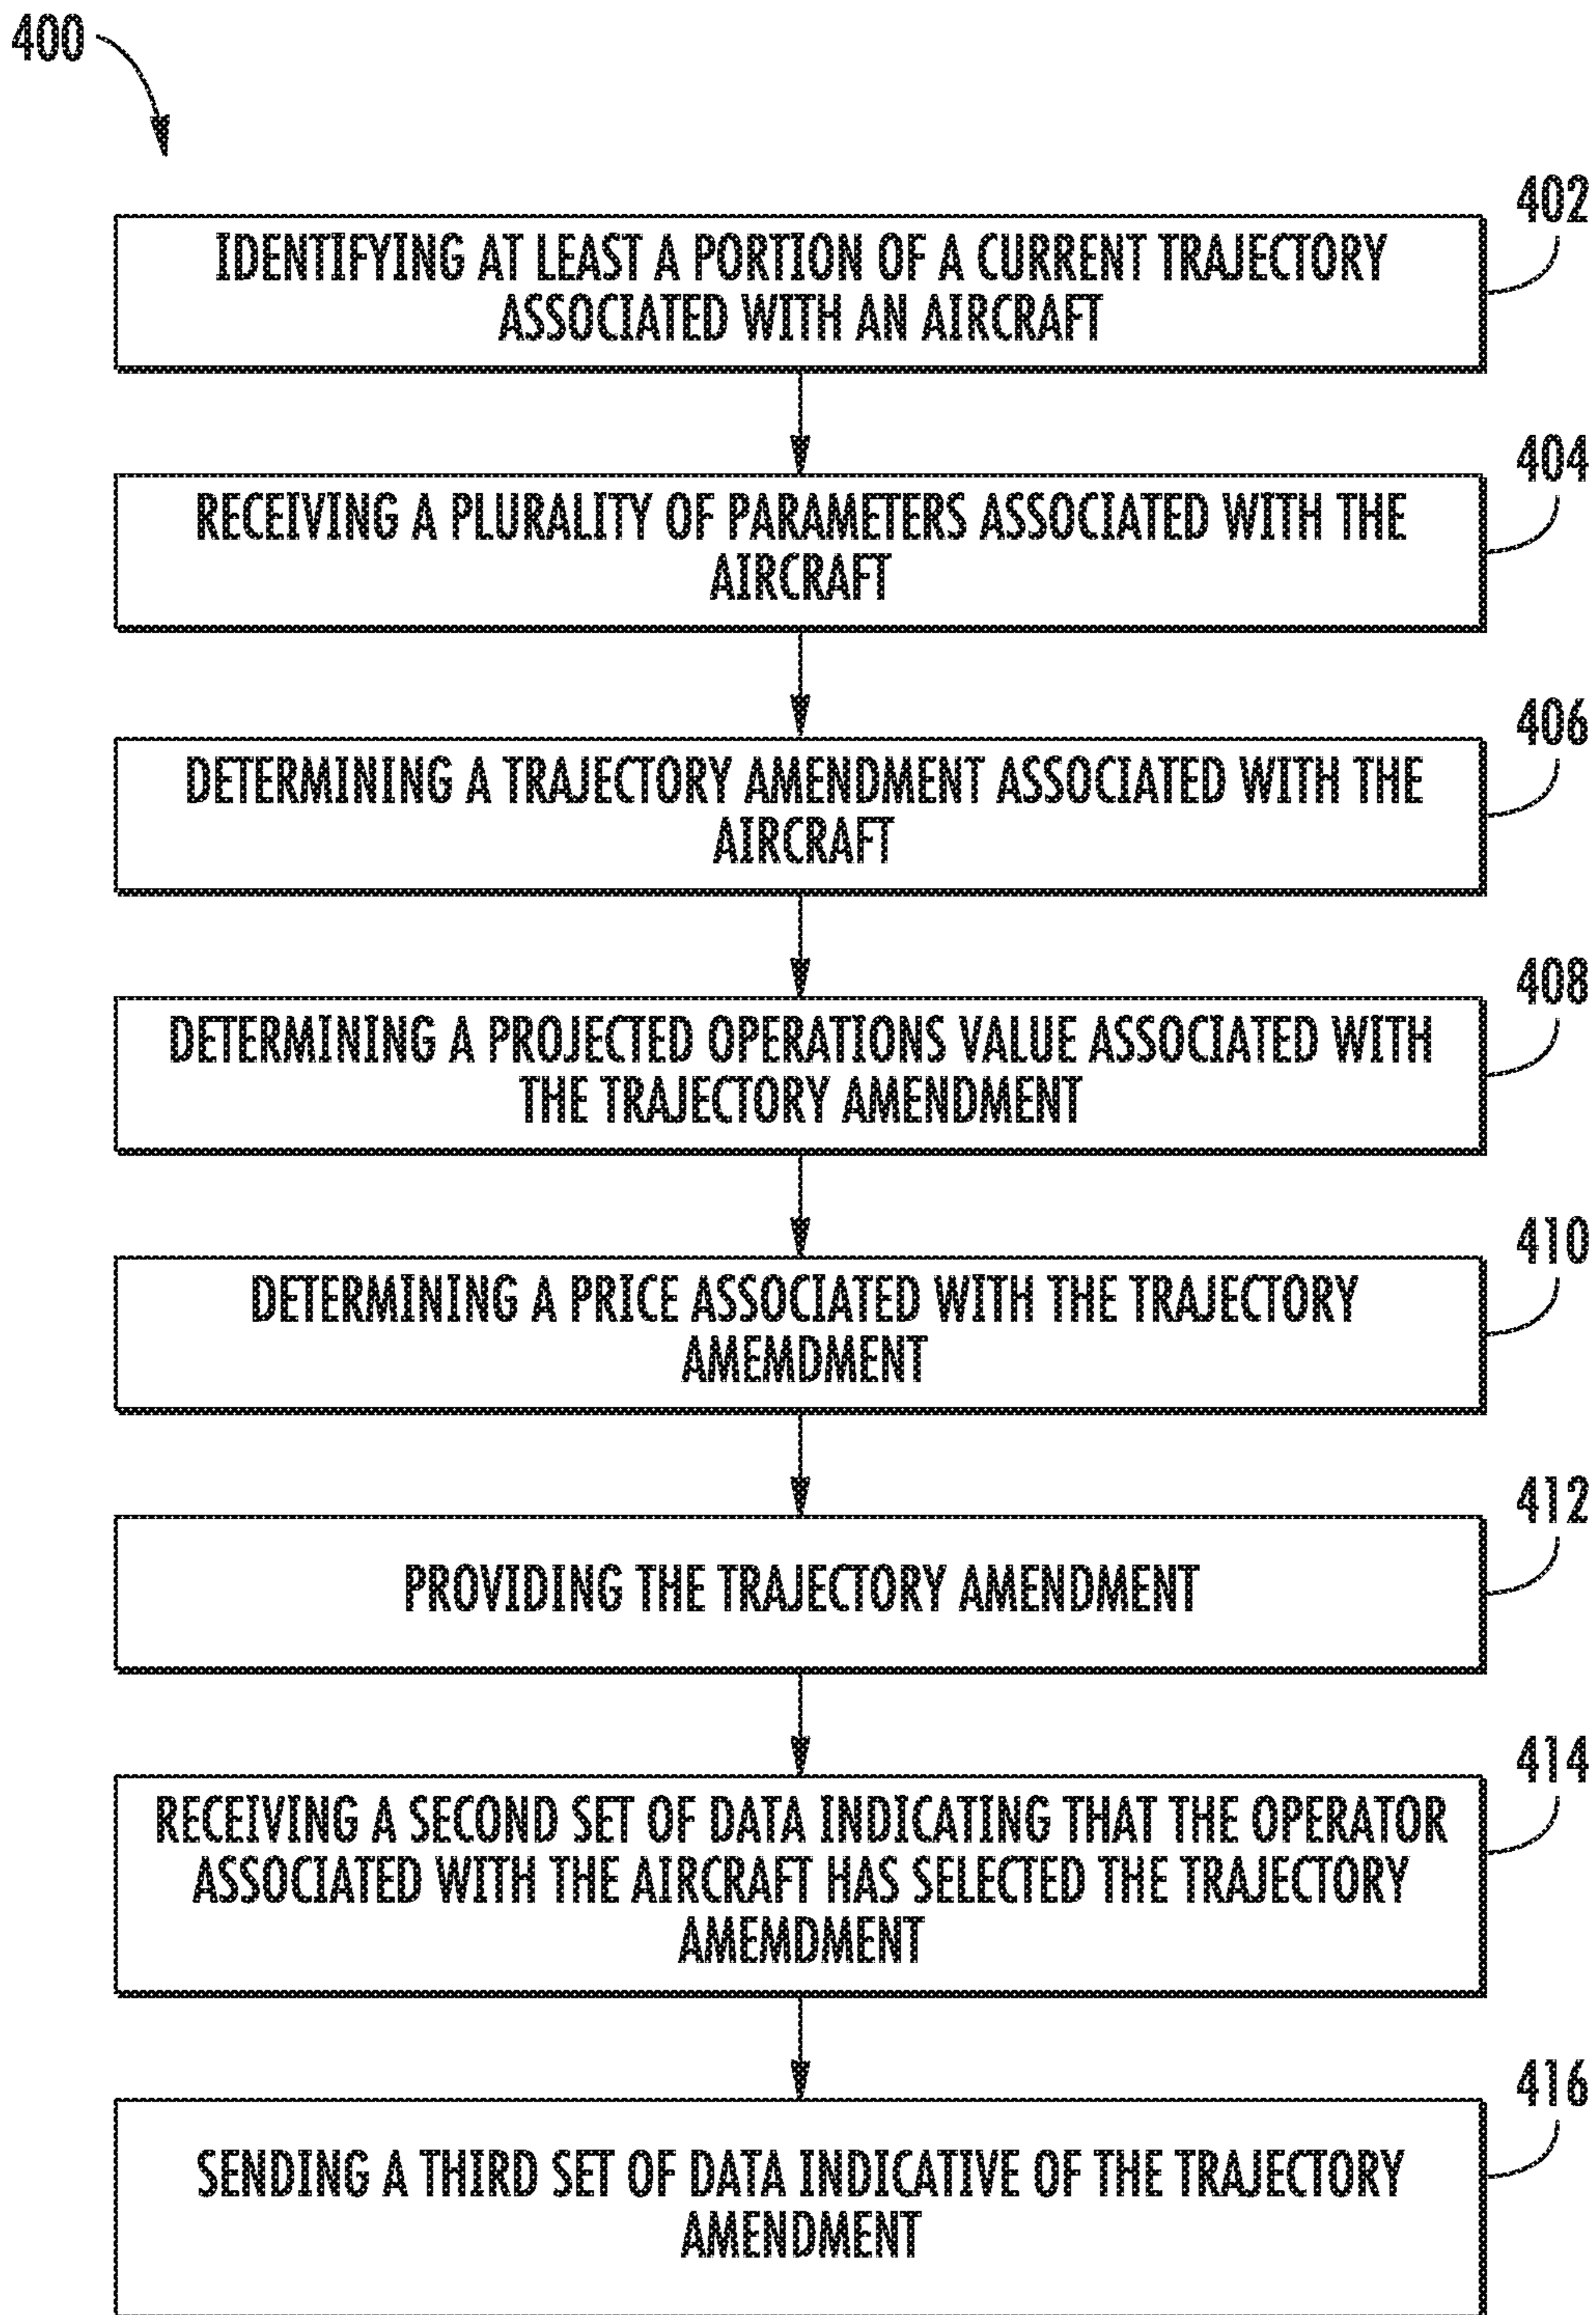 400
402
IDENTIFYING AT LEAST A PORTION OF A CURRENT TRAJECTORY
ASSOCIATED WITH AN AIRCRAFT
404
RECEIVING A PLURALITY OF PARAMETERS ASSOCIATED WITH THE
AIRCRAFT
406
DETERMINING A TRAJECTORY AMENDMENT ASSOCIATED WITH THE
AIRCRAFT
408
DETERMINING A PROJECTED OPERATIONS VALUE ASSOCIATED WITH
THE TRAJECTORY AMENDMENT
410
DETERMINING A PRICE ASSOCIATED WITH THE TRAJECTORY
AMEMDMENT
412
PROVIDING THE TRAJECTORY AMENDMENT
414
RECEIVING A SECOND SET OF DATA INDICATING THAT THE OPERATOR
ASSOCIATED WITH THE AIRCRAFT HAS SELECTED THE TRAJECTORY
AMEMDMENT
416
SENDING A THIRD SET OF DATA INDICATIVE OF THE TRAJECTORY
AMENDMENT